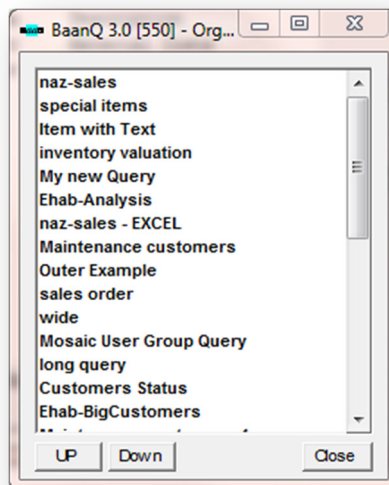 BaanQ 3.0 [550] - Org...
naz-sales
special items
Item with Text
inventory valuation
My new Query
Ehab-Analysis
naz-sales - EXCEL
Maintenance customers
Outer Example
sales order
wide
Mosaic User Group Query
long query
Customers Status
Ehab-BigCustomers
UP Down Close